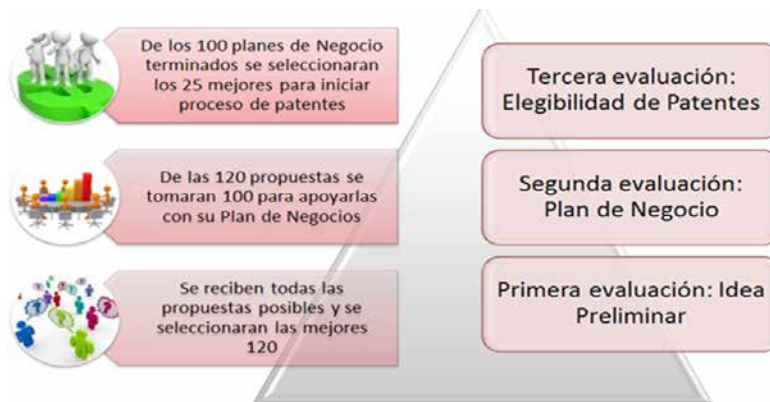 De los 100 planes de Negocio
terminados se seleccionaran
los 25 mejores para iniciar
proceso de patentes
Tercera evaluación:
Elegibilidad de Patentes
De las 120 propuestas se
tomaran 100 para apoyarlas
con su Plan de Negocios
Segunda evaluación:
Plan de Negocio
Se reciben todas las
propuestas posibles y se
seleccionaran las mejores
120
Primera evaluación: Idea
Preliminar